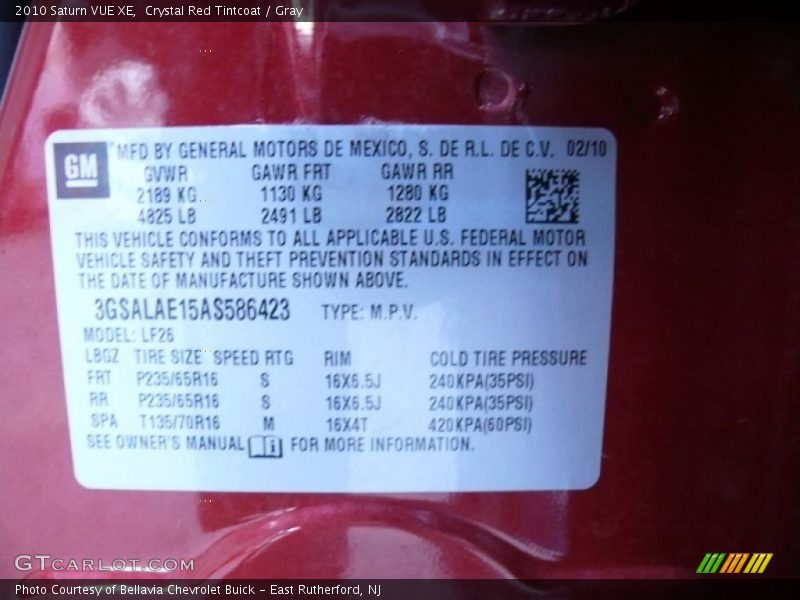 2010 Saturn VUE XE,  Crystal Red Tintcoat / Gray
GM
MFD BY GENERAL MOTORS DE MEXICO, S. DE R.L. DE C.V.  02/10
GVWR GAWR FRT GAWR RR
2189 KG 1130 KG 1280 KG
4825 LB 2491 LB 2822 LB
THIS VEHICLE CONFORMS TO ALL APPLICABLE U.S. FEDERAL MOTOR
VEHICLE SAFETY AND THEFT PREVENTION STANDARDS IN EFFECT ON
THE DATE OF MANUFACTURE SHOWN ABOVE.
3GSALAE15AS586423 TYPE: M.P.V.
MODEL: LF26
LBGZ TIRE SIZE SPEED RTG RIM COLD TIRE PRESSURE
FRT P235/65R16 S 16X6.5J 240KPA(35PSI)
RR P235/65R16 S 16X6.5J 240KPA(35PSI)
SPA T135/70R16 M 16X4T 420KPA(60PSI)
SEE OWNER'S MANUAL i FOR MORE INFORMATION.
GTCARLOT.COM
Photo Courtesy of Bellavia Chevrolet Buick – East Rutherford, NJ